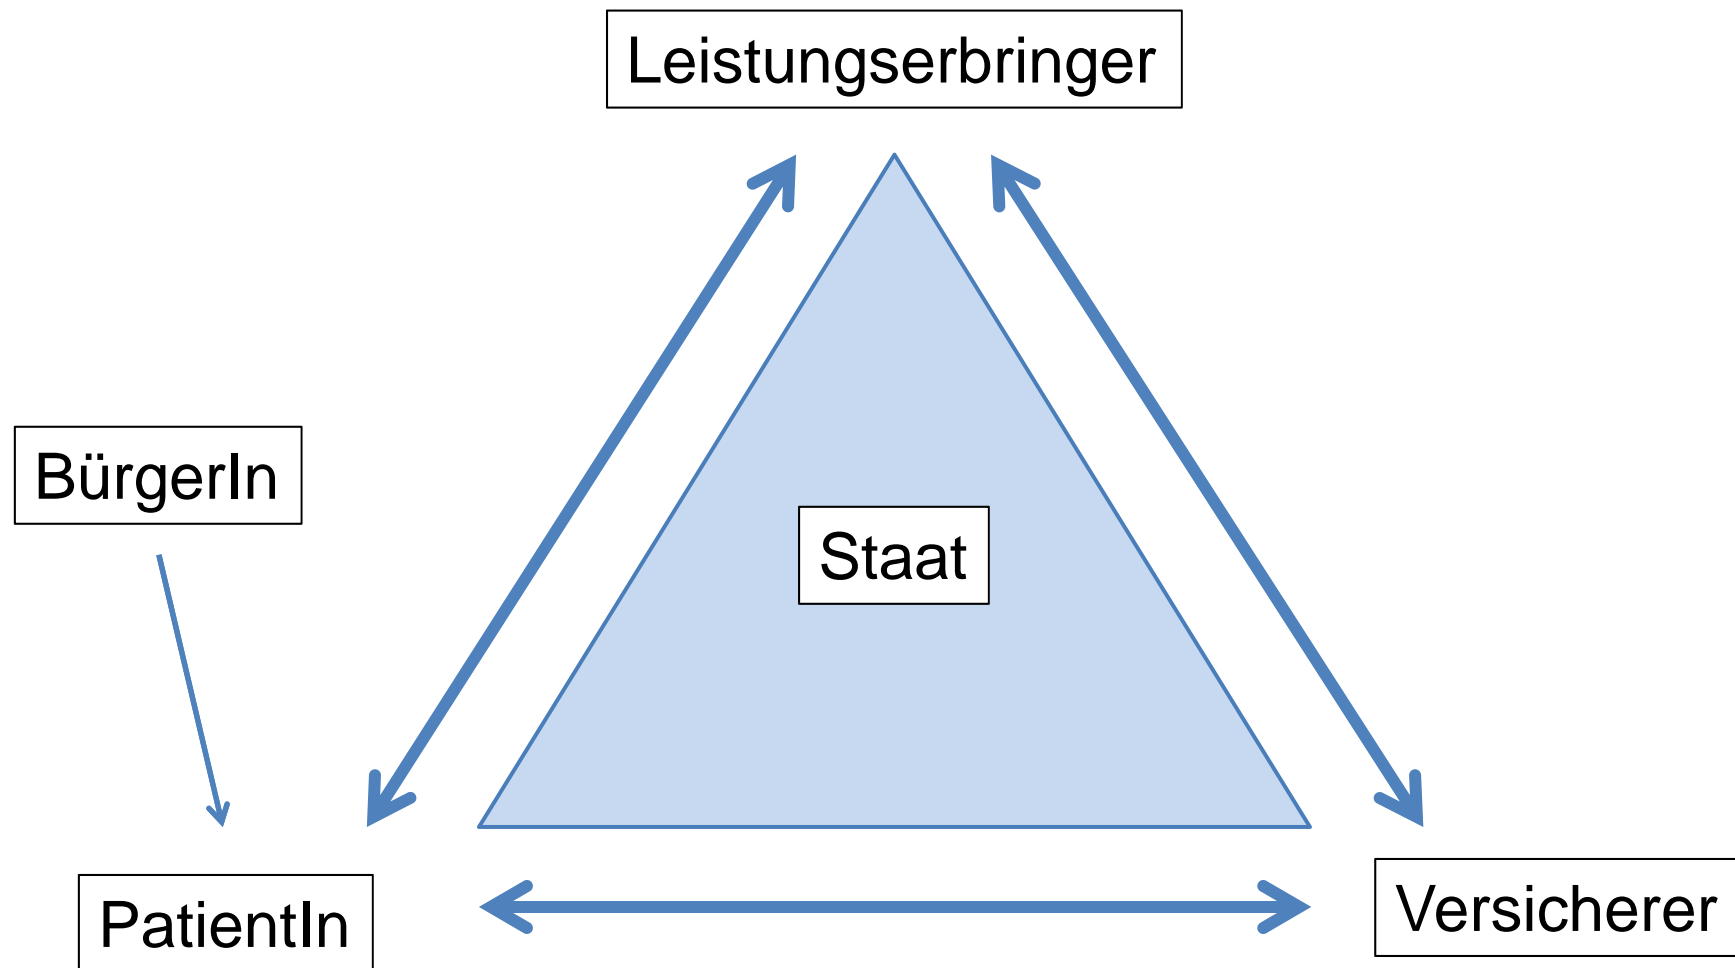 Leistungserbringer
BürgerIn
Staat
PatientIn
Versicherer